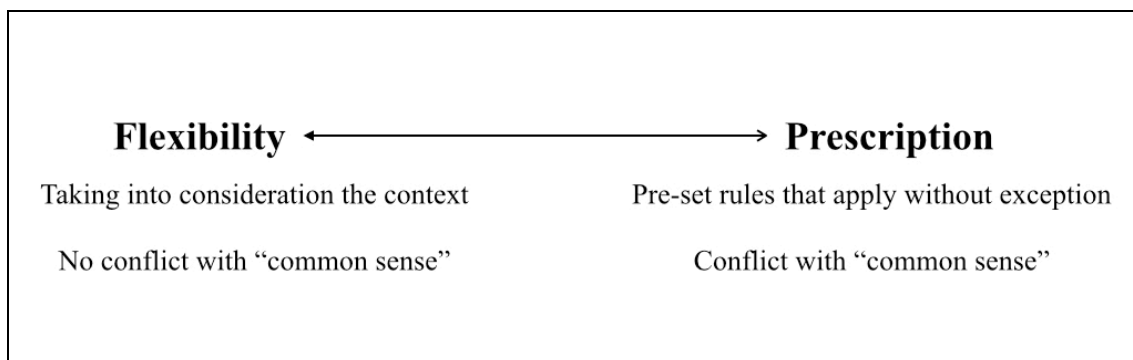 Flexibility
Prescription
Taking into consideration the context
Pre-set rules that apply without exception
No conflict with “common sense”
Conflict with “common sense”